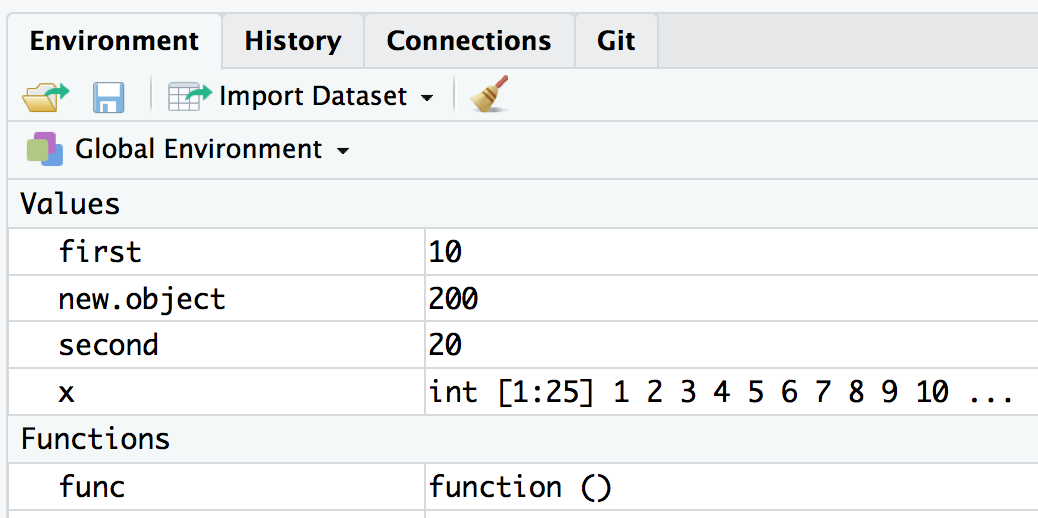 Environment History Connections Git
Import Dataset
Global Environment
Values
first 10
new.object 200
second 20
x int [1:25] 1 2 3 4 5 6 7 8 9 10 ...
Functions
func function ()